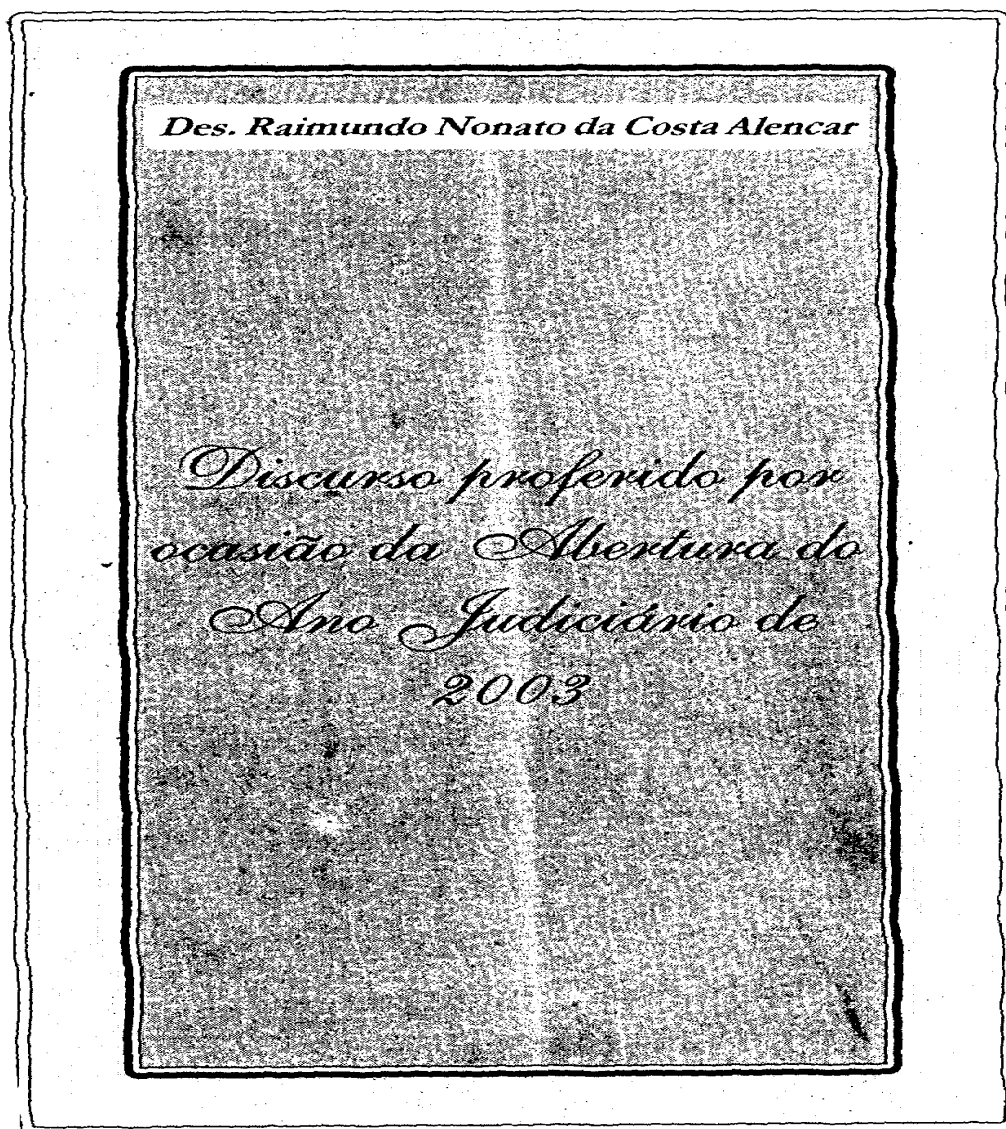 Des. Raimundo Nonato da Costa Alencar
Discurso proferido por
ocasião da Abertura do
Ano Judiciário de
2003